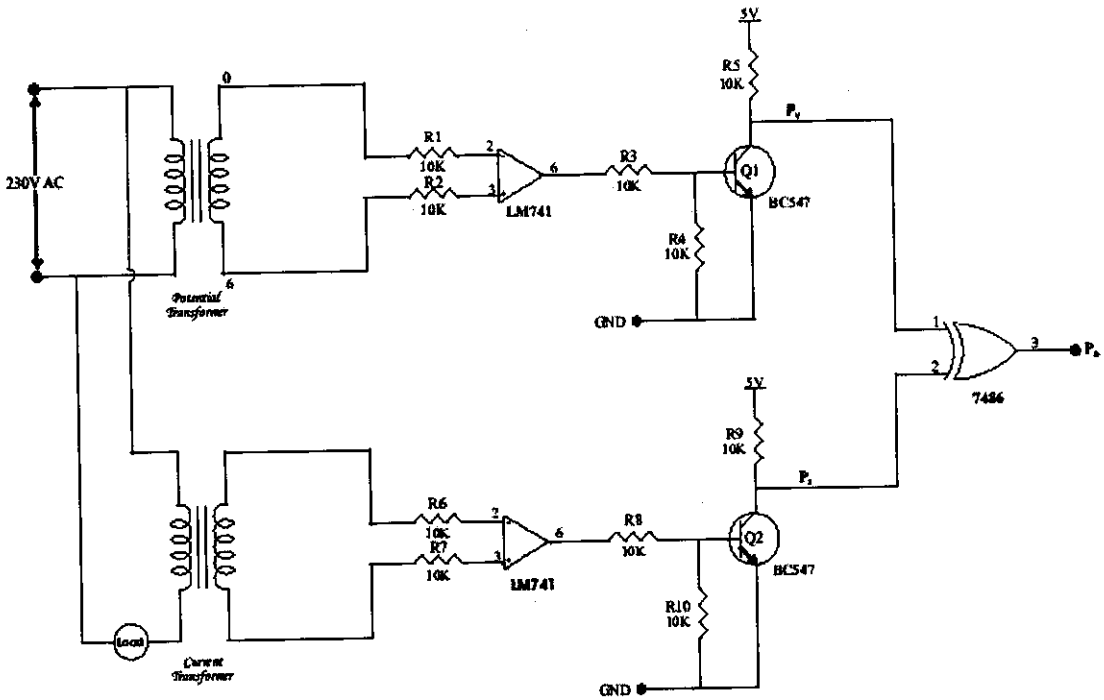 5V
R5
10K
0
P
R1
10K
2
R2
10K
3
6
LM741
R3
10K
Q1
BC547
R4
10K
230V AC
6
Potential
Transformer
GND
1
2
3
P
7486
5V
R9
10K
P
R6
10K
2
R7
10K
3
6
LM741
R8
10K
Q2
BC547
R10
10K
Load
Current
Transformer
GND